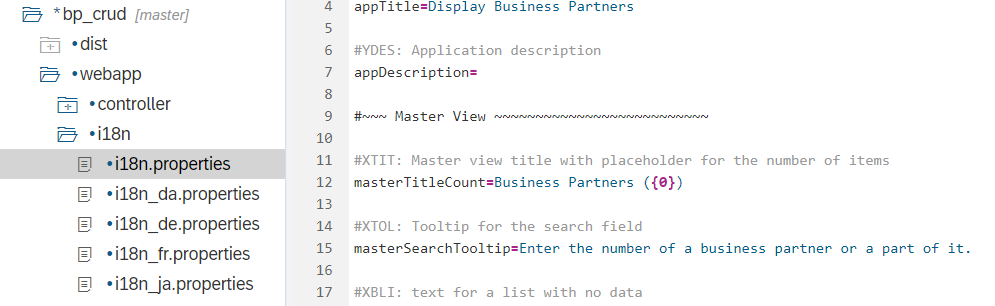 *bp_crud [master]
dist
webapp
controller
i18n
i18n.properties
i18n_da.properties
i18n_de.properties
i18n_fr.properties
i18n_ja.properties
4 appTitle=Display Business Partners
5
6 #YDES: Application description
7 appDescription=
8
9 #~~~ Master View ~~~~~~~~~~~~~~~~~~~~~~~~~~~
10
11 #XTIT: Master view title with placeholder for the number of items
12 masterTitleCount=Business Partners ({0})
13
14 #XTOL: Tooltip for the search field
15 masterSearchTooltip=Enter the number of a business partner or a part of it.
16
17 #XBLI: text for a list with no data